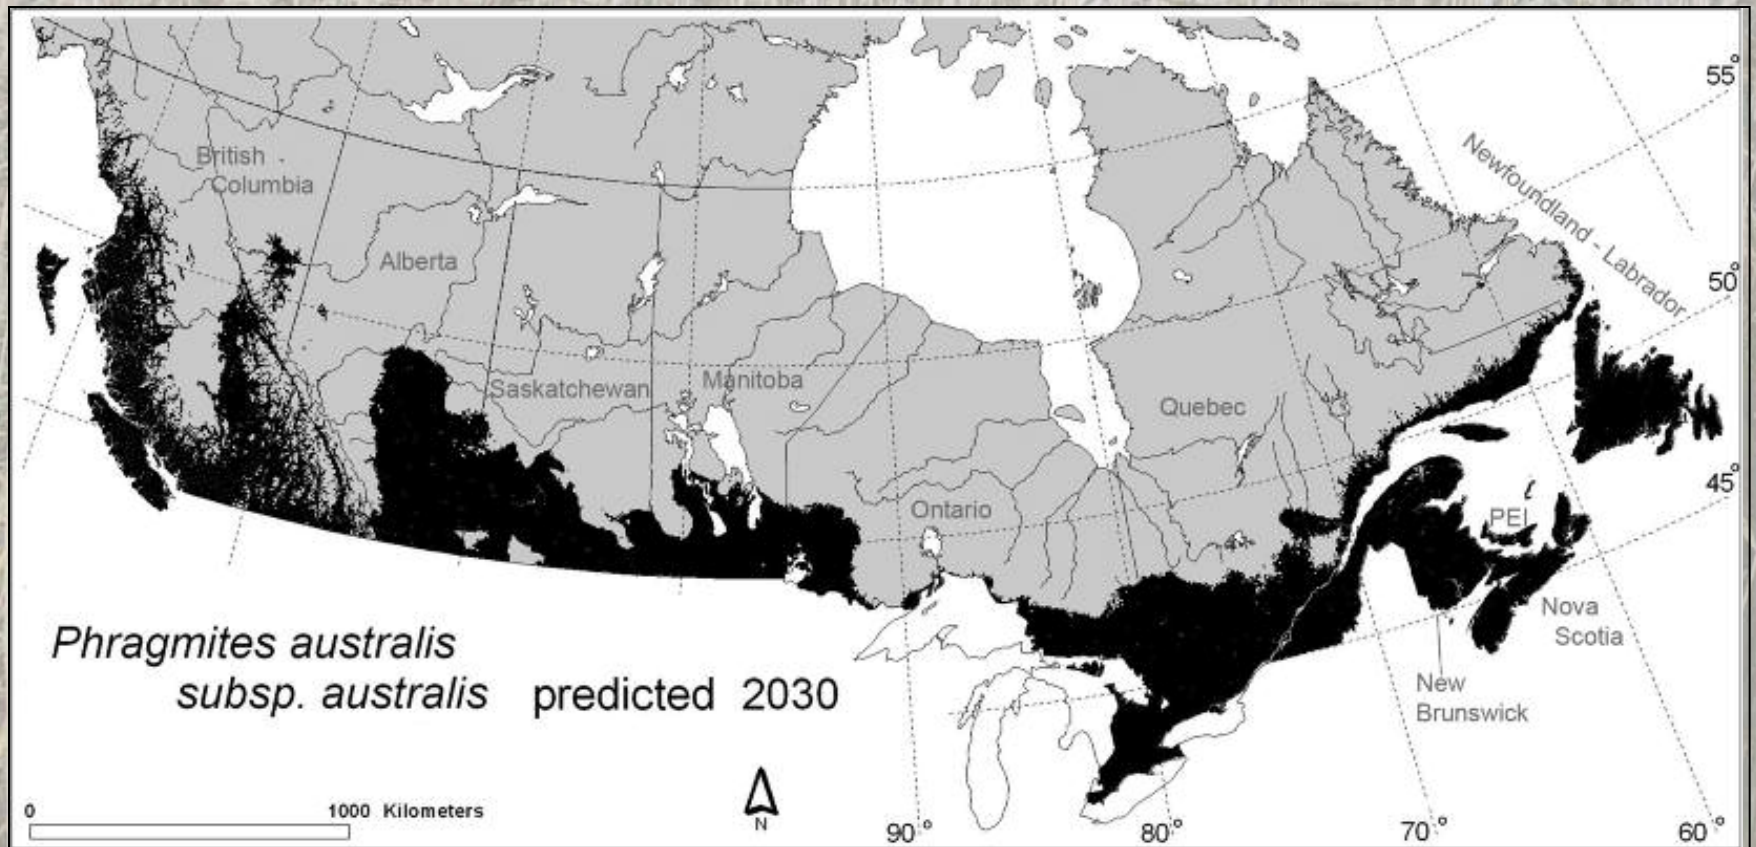 55°
Newfoundland - Labrador
British
Columbia
Alberta
50°
Saskatchewan
Manitoba
Quebec
45°
Ontario
PEI
Nova
Scotia
Phragmites australis
subsp. australis predicted 2030
New
Brunswick
0 1000 Kilometers
N
90° 80° 70° 60°